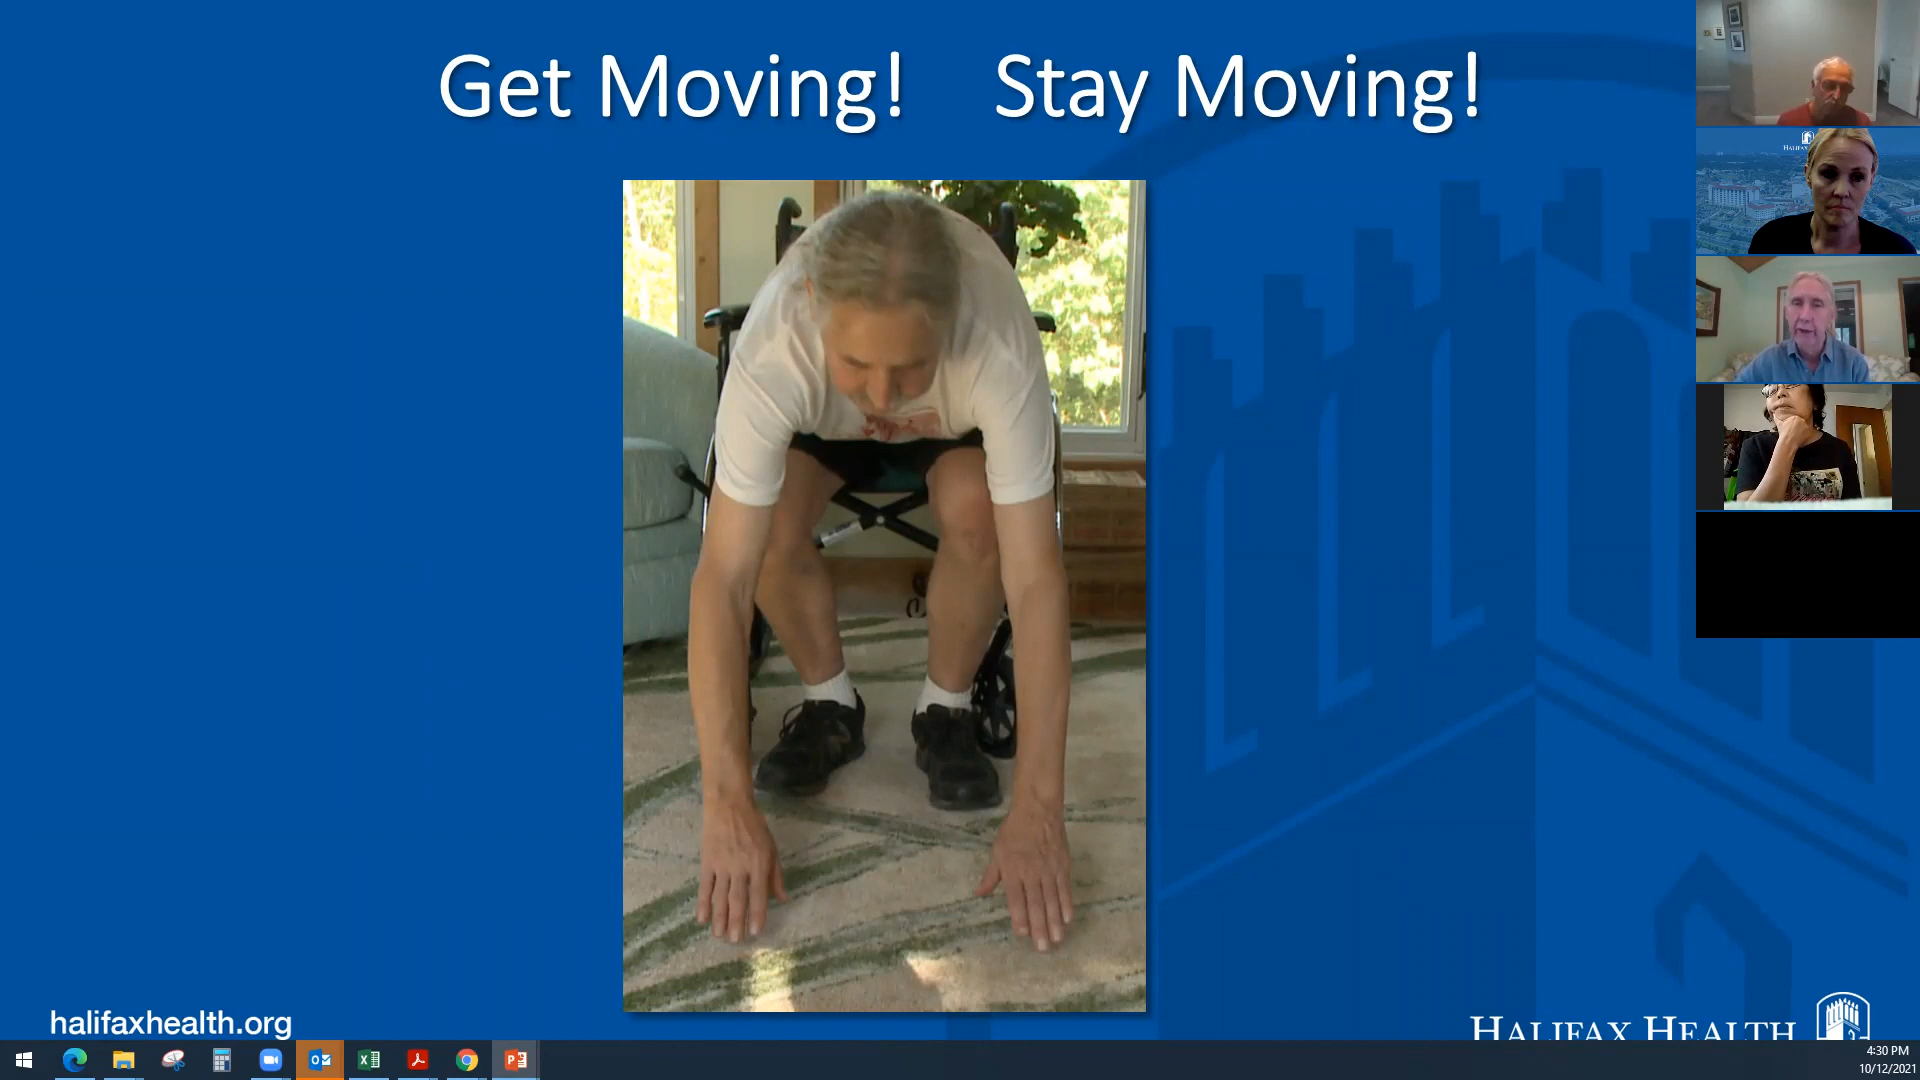 Get Moving! Stay Moving!
halifaxhealth.org
HALIFAX HEALTH
4:30 PM
10/12/2021